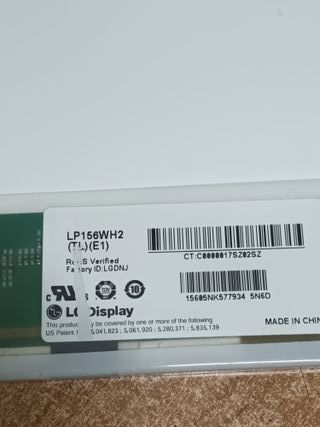 LP156WH2
(TL)(E1)
RoHS Verified
Factory ID:LGDNJ
CT:C0000017SZ02SZ
15605NK577934 5N6D
LG Display
This product may be covered by one or more of the following
US Patent 5,041,823 ; 5,061,920 ; 5,280,371 ; 5,835,139
MADE IN CHIN